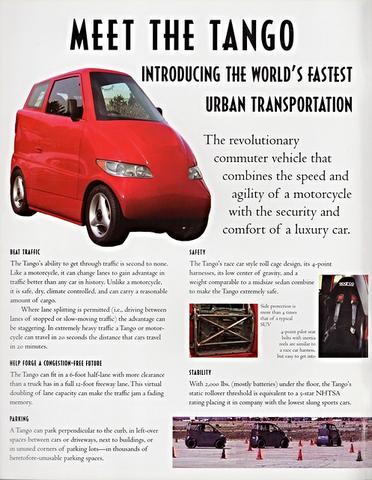 MEET THE TANGO
INTRODUCING THE WORLD'S FASTEST
URBAN TRANSPORTATION
The revolutionary
commuter vehicle that
combines the speed and
agility of a motorcycle
with the security and
comfort of a luxury car.
BEAT TRAFFIC
The Tango's ability to get through traffic is second to none.
Like a motorcycle, it can change lanes to gain advantage in
traffic better than any car in history. Unlike a motorcycle,
it is safe, dry, climate controlled, and can carry a reasonable
amount of cargo.
Where lane splitting is permitted (i.e., driving between
lanes of stopped or slow-moving traffic) the advantage can
be staggering. In extremely heavy traffic a Tango or motor-
cycle can travel in 20 seconds the distance that cars travel
in 20 minutes.
HELP FORGE A CONGESTION-FREE FUTURE
The Tango can fit in a 6-foot half-lane with more clearance
than a truck has in a full 12-foot freeway lane. This virtual
doubling of lane capacity can make the traffic jam a fading
memory.
PARKING
A Tango can park perpendicular to the curb, in left-over
spaces between cars or driveways, next to buildings, or
in unused corners of parking lots—in thousands of
heretofore-unusable parking spaces.
SAFETY
The Tango's race car style roll cage design, its 4-point
harnesses, its low center of gravity, and a
weight comparable to a midsize sedan combine
to make the Tango extremely safe.
Side protection is
more than 4 times
that of a typical
SUV
4-point pilot seat
belts with inertia
reels are similar to
a race car harness,
but easy to get into
SPARCO
STABILITY
With 2,000 lbs. (mostly batteries) under the floor, the Tango's
static rollover threshold is equivalent to a 5-star NHTSA
rating placing it in company with the lowest slung sports cars.